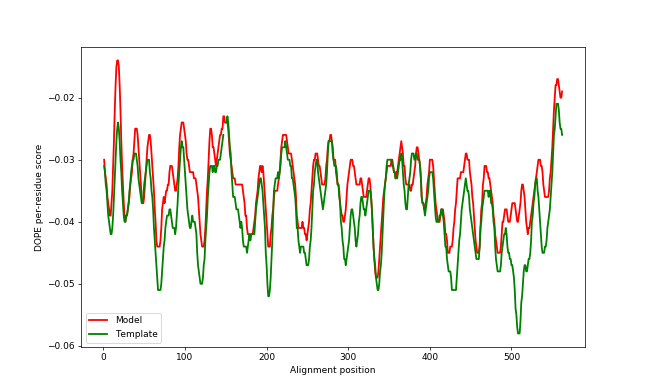 −0.02
−0.03
−0.04
−0.05
−0.06
DOPE per-residue score
Model
Template
0 100 200 300 400 500
Alignment position